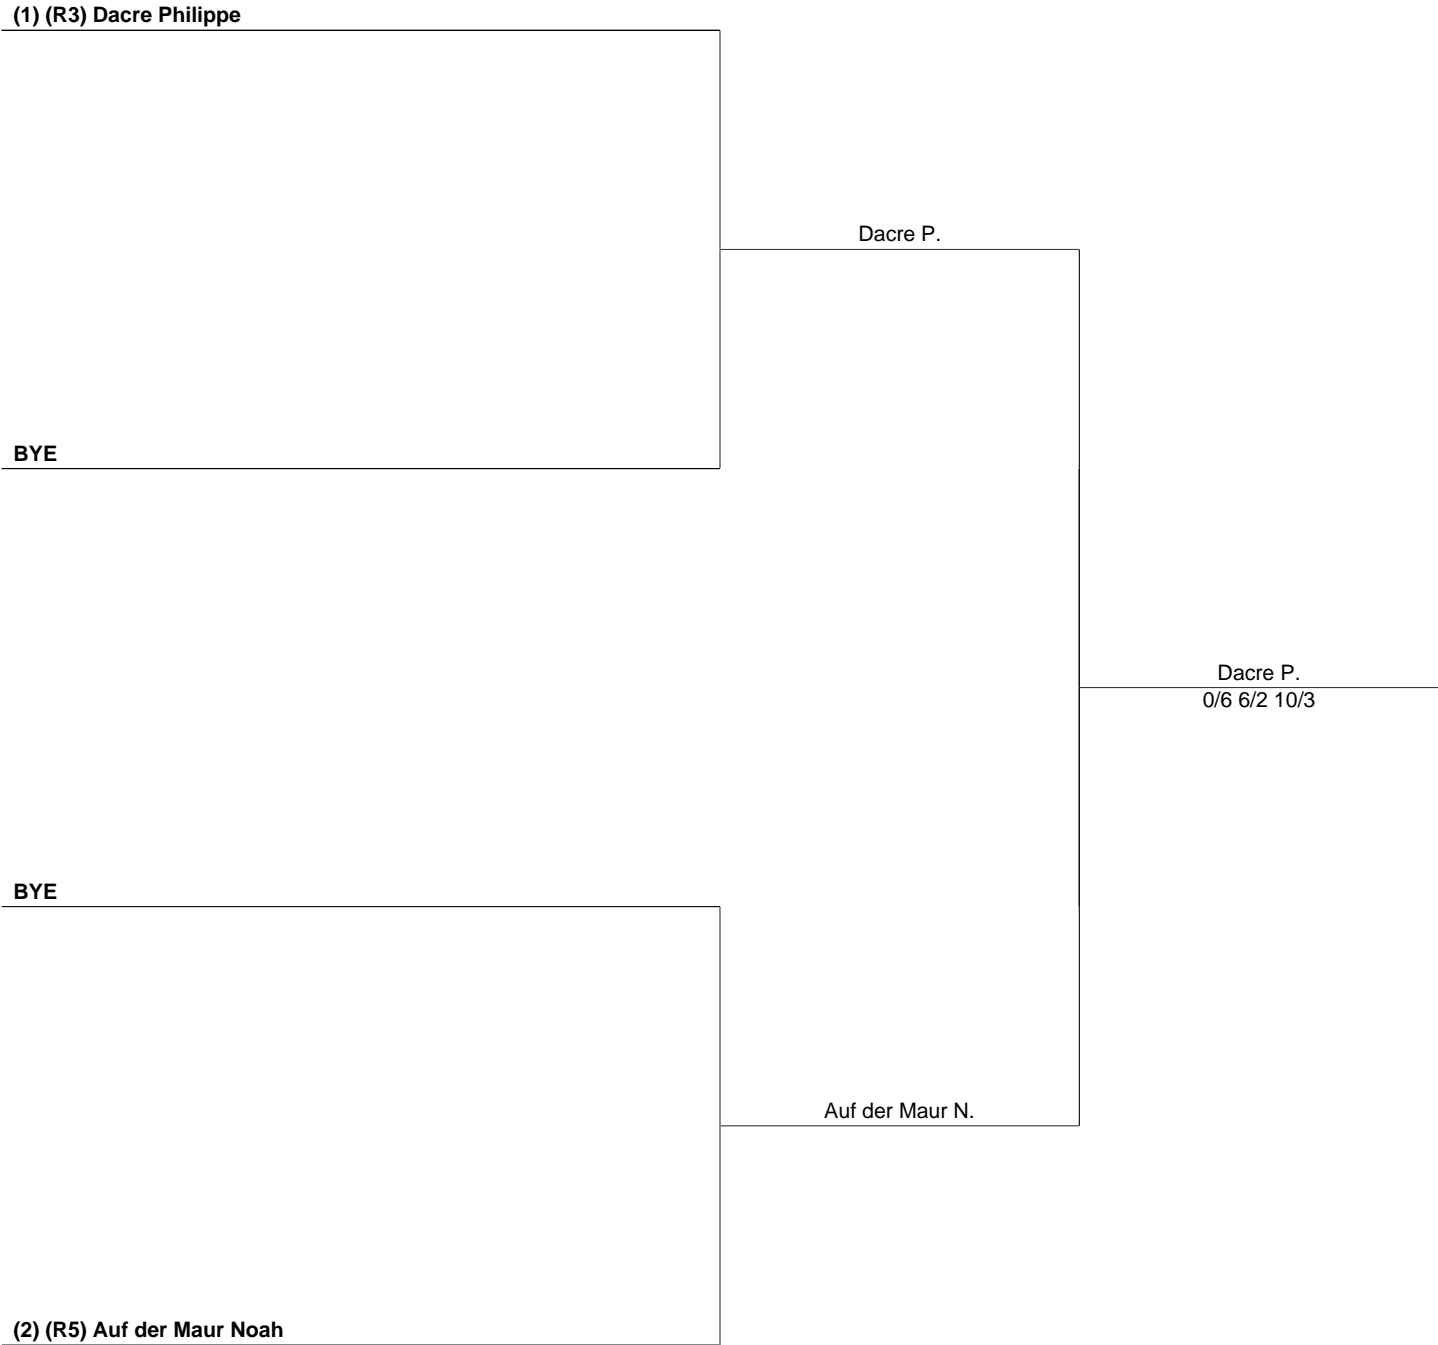 (1) (R3) Dacre Philippe
Dacre P.
BYE
Dacre P.
0/6 6/2 10/3
BYE
Auf der Maur N.
(2) (R5) Auf der Maur Noah